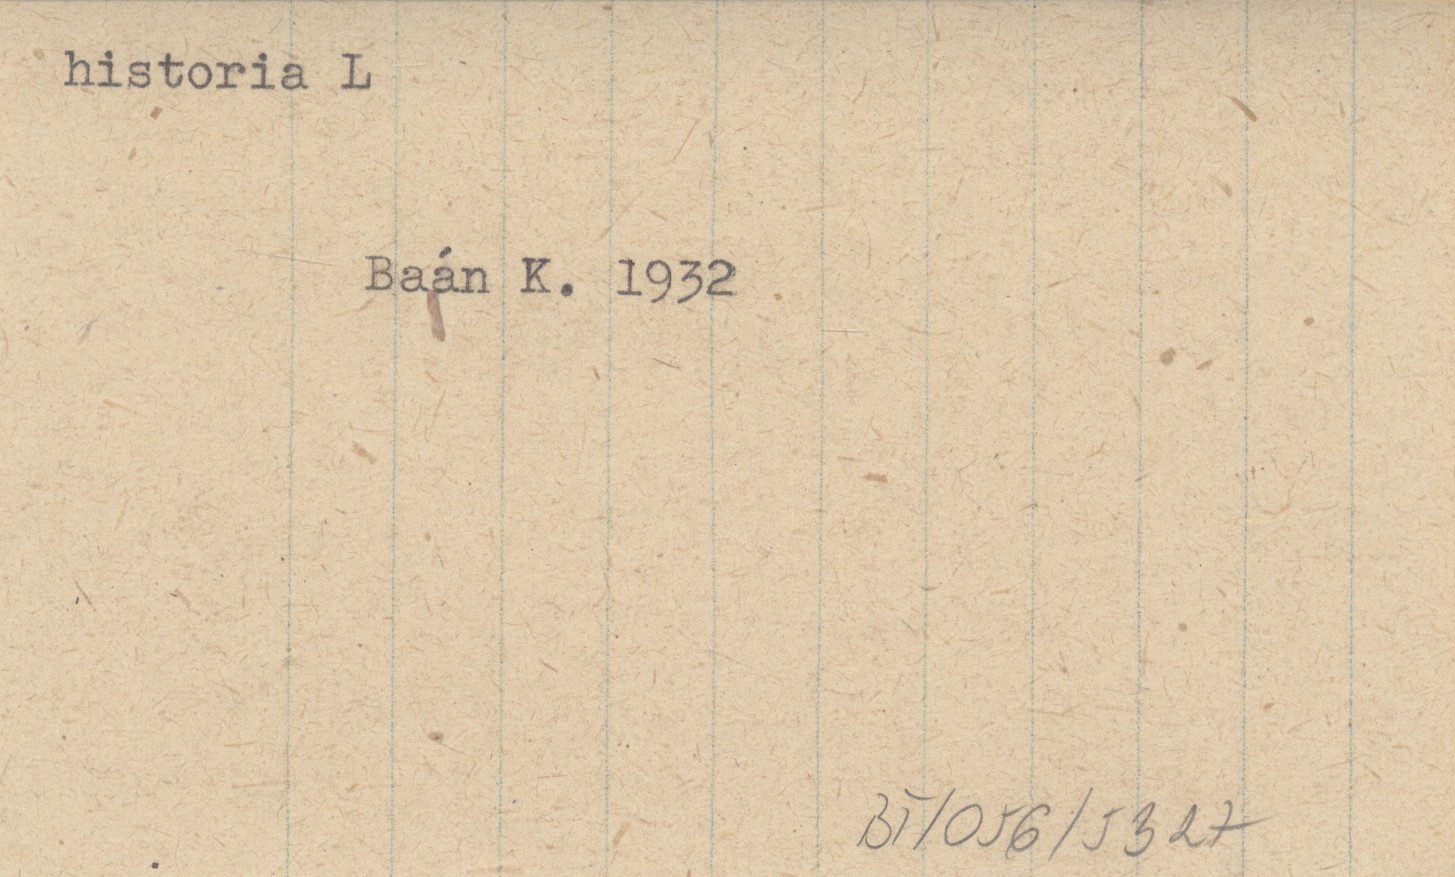 historia L
Baán K. 1932
BT/056/5327